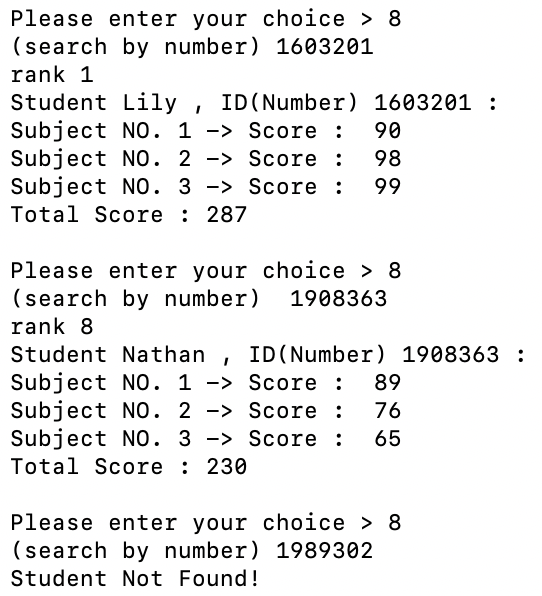 Please enter your choice > 8
(search by number) 1603201
rank 1
Student Lily , ID(Number) 1603201 :
Subject NO. 1 -> Score :  90
Subject NO. 2 -> Score :  98
Subject NO. 3 -> Score :  99
Total Score : 287

Please enter your choice > 8
(search by number)  1908363
rank 8
Student Nathan , ID(Number) 1908363 :
Subject NO. 1 -> Score :  89
Subject NO. 2 -> Score :  76
Subject NO. 3 -> Score :  65
Total Score : 230

Please enter your choice > 8
(search by number) 1989302
Student Not Found!